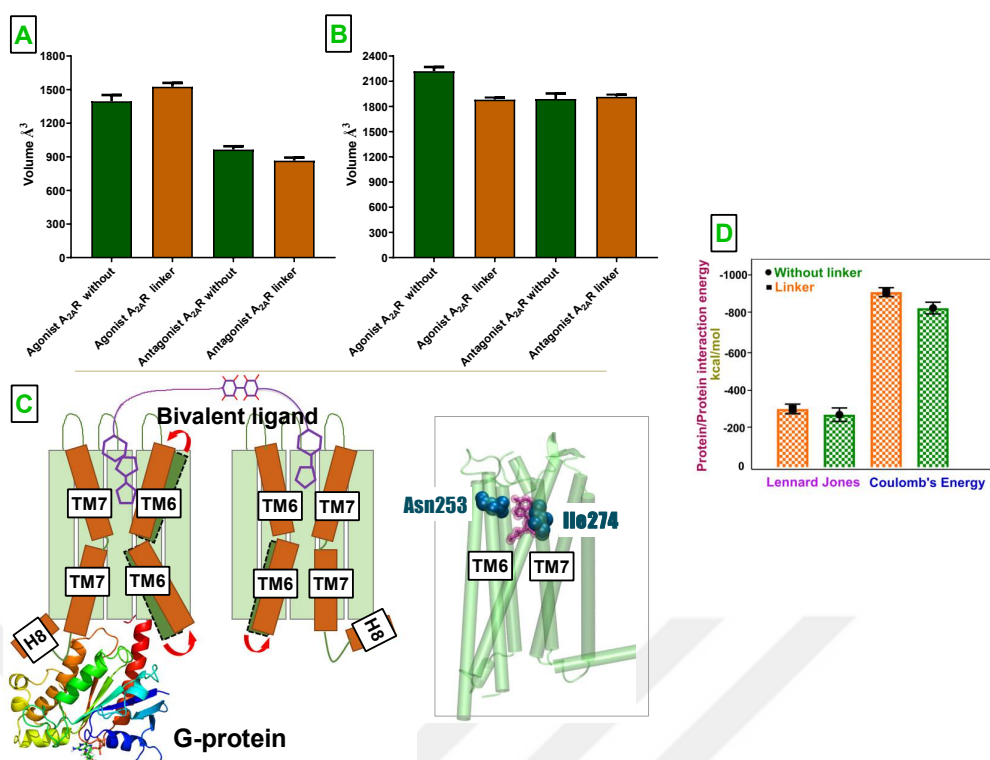 A
B
1800
1500
1200
900
600
300
0
Volume Å³
Agonist A₂ₐR without
Agonist A₂ₐR linker
Antagonist A₂ₐR without
Antagonist A₂ₐR linker
2400
2100
1800
1500
1200
900
600
300
0
Volume Å³
Agonist A₂ₐR without
Agonist A₂ₐR linker
Antagonist A₂ₐR without
Antagonist A₂ₐR linker
D
Protein/Protein interaction energy
kcal/mol
-1000
-800
-600
-400
-200
0
Without linker
Linker
Lennard Jones
Coulomb's Energy
C
Bivalent ligand
TM7
TM6
TM7
TM6
H8
G-protein
TM6
TM7
TM6
TM7
H8
Asn253
Ile274
TM6
TM7